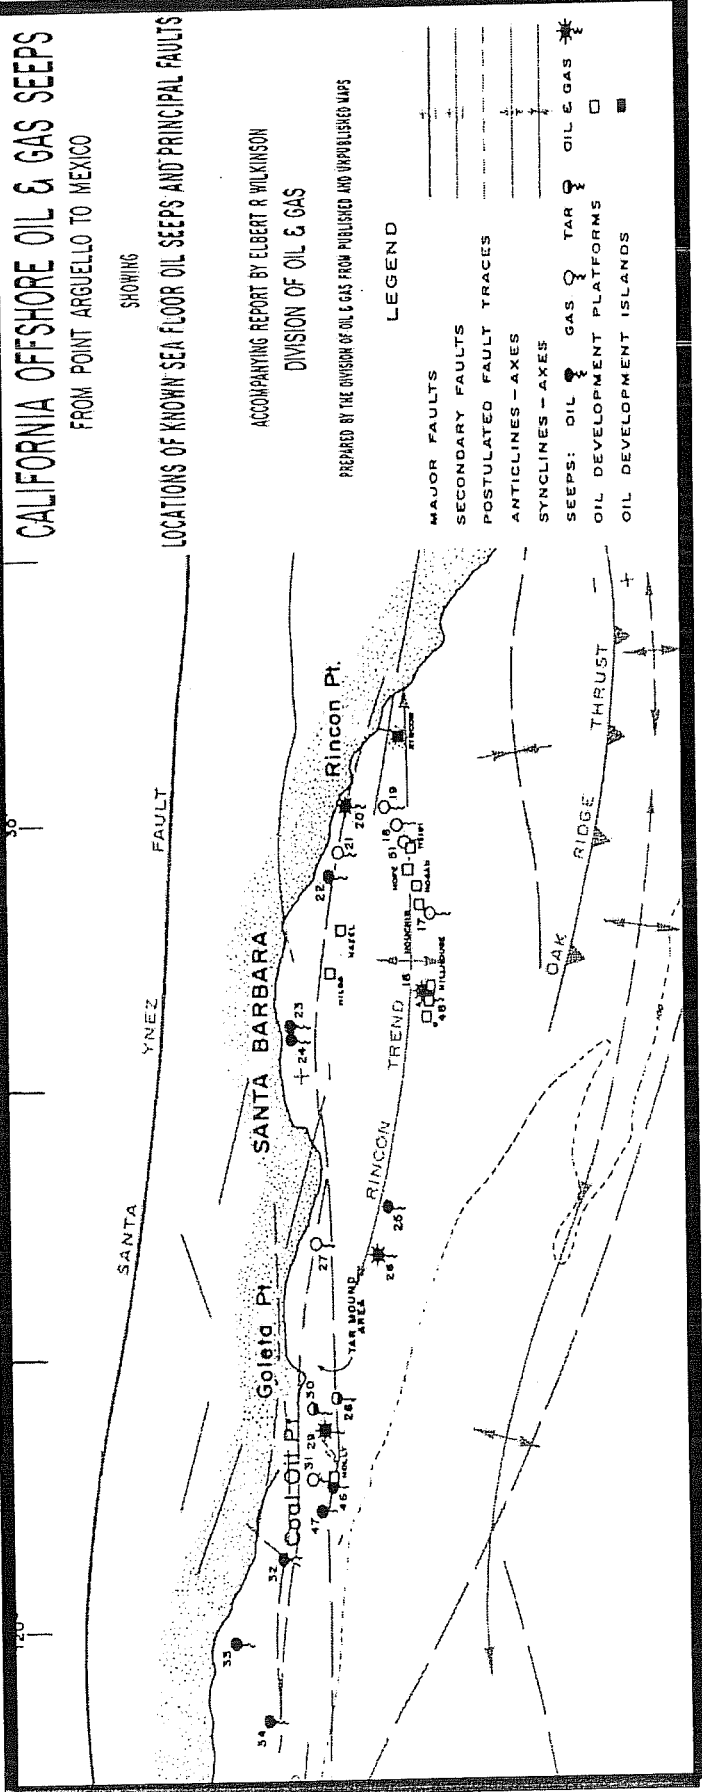 CALIFORNIA OFFSHORE OIL & GAS SEEPS
FROM POINT ARGUELLO TO MEXICO
SHOWING
LOCATIONS OF KNOWN SEA FLOOR OIL SEEPS AND PRINCIPAL FAULTS
ACCOMPANYING REPORT BY ELBERT R WILKINSON
DIVISION OF OIL & GAS
PREPARED BY THE DIVISION OF OIL & GAS FROM PUBLISHED AND UNPUBLISHED MAPS
LEGEND
MAJOR FAULTS
SECONDARY FAULTS
POSTULATED FAULT TRACES
ANTICLINES-AXES
SYNCLINES-AXES
SEEPS: OIL GAS TAR OIL & GAS
OIL DEVELOPMENT PLATFORMS
OIL DEVELOPMENT ISLANDS
120°
30'
SANTA YNEZ FAULT
SANTA BARBARA
Goleta Pt.
Coal Oil Pt.
Rincon Pt.
34
33
32
47
46
HOLLY
31
29
30
28
TAR MOUND
AREA
27
26
25
RINCON TREND
24
23
HILDA
HAZEL
22
21
20
19
18
51
HOPE
HEIDI
HOGAN
HOUCHIN
17
16
48
HILLHOUSE
RINCON
OAK RIDGE THRUST